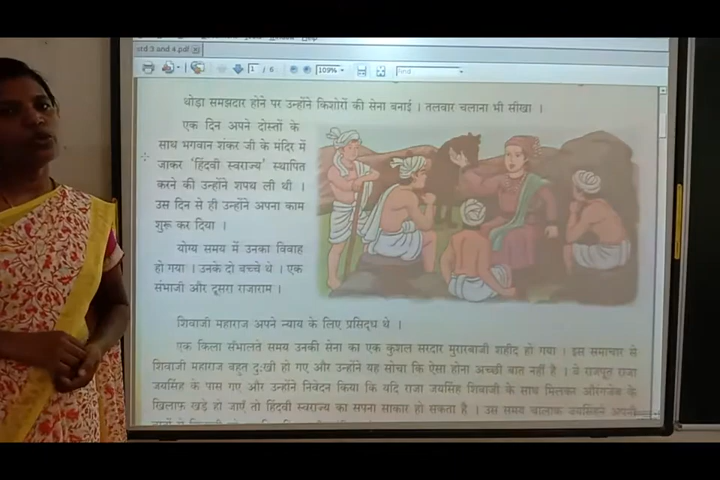 ard 3 and 4.pdf
1 / 6
109%
Find
थोड़ा समझदार होने पर उन्होंने किशोरों की सेना बनाई । तलवार चलाना भी सीखा ।
एक दिन अपने दोस्तों के
साथ भगवान शंकर जी के मंदिर में
जाकर ‘हिंदवी स्वराज्य’ स्थापित
करने की उन्होंने शपथ ली थी ।
उस दिन से ही उन्होंने अपना काम
शुरू कर दिया ।
योग्य समय में उनका विवाह
हो गया । उनके दो बच्चे थे । एक
संभाजी और दूसरा राजाराम ।
शिवाजी महाराज अपने न्याय के लिए प्रसिद्ध थे ।
एक किला सँभालते समय उनकी सेना का एक कुशल सरदार मुरारबाजी शहीद हो गया । इस समाचार से
शिवाजी महाराज बहुत दुःखी हो गए और उन्होंने यह सोचा कि ऐसा होना अच्छी बात नहीं है । वे राजपूत राजा
जयसिंह के पास गए और उन्होंने निवेदन किया कि यदि राजा जयसिंह शिवाजी के साथ मिलकर औरंगजेब के
खिलाफ खड़े हो जाएँ तो हिंदवी स्वराज्य का सपना साकार हो सकता है । उस समय चालाक जयसिंहने अपनी